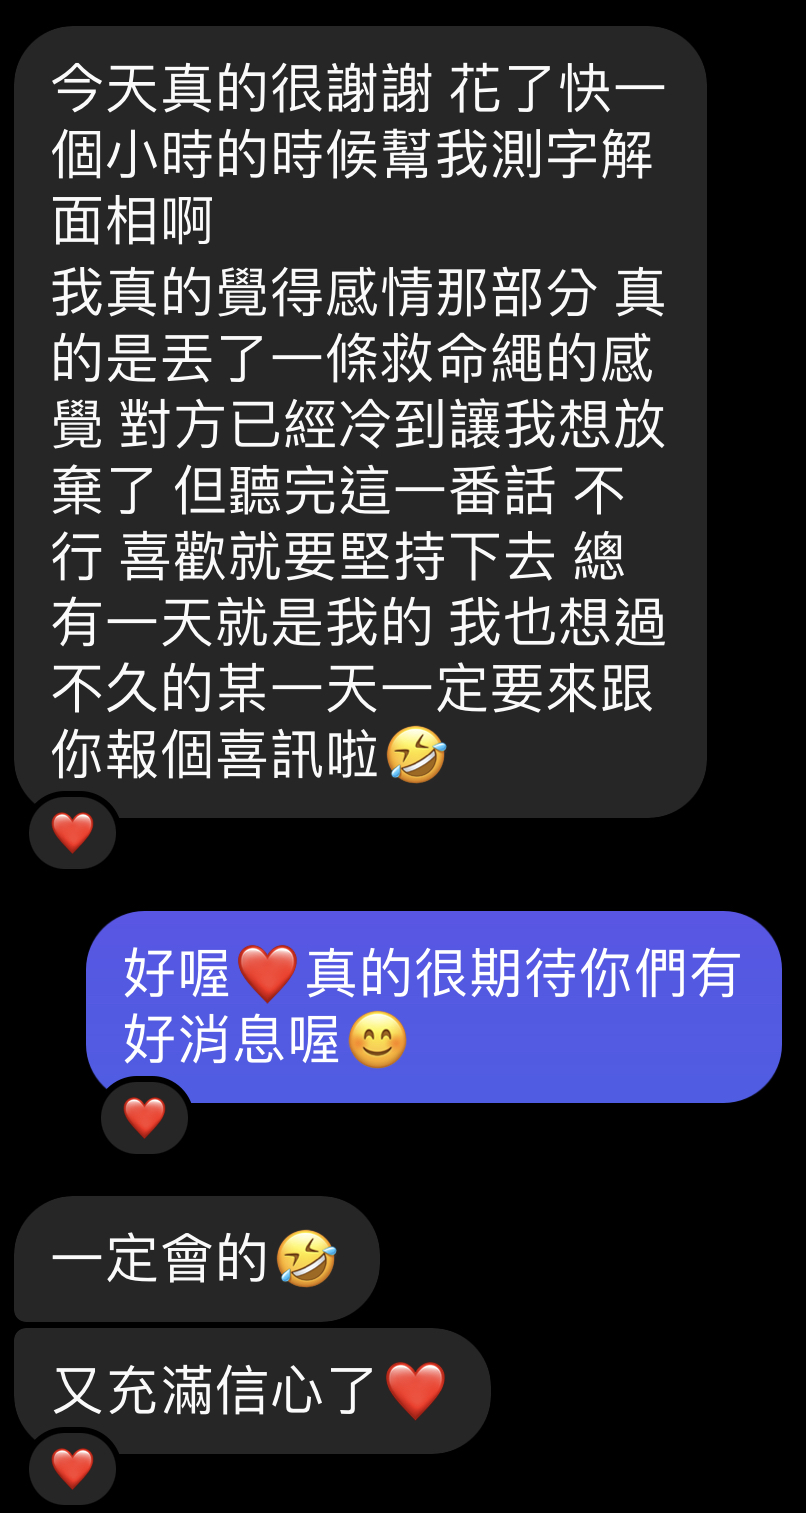 今天真的很謝謝 花了快一
個小時的時候幫我測字解
面相啊
我真的覺得感情那部分 真
的是丟了一條救命繩的感
覺 對方已經冷到讓我想放
棄了 但聽完這一番話 不
行 喜歡就要堅持下去 總
有一天就是我的 我也想過
不久的某一天一定要來跟
你報個喜訊啦🤣
❤️
好喔❤️真的很期待你們有
好消息喔😊
❤️
一定會的🤣
又充滿信心了❤️
❤️